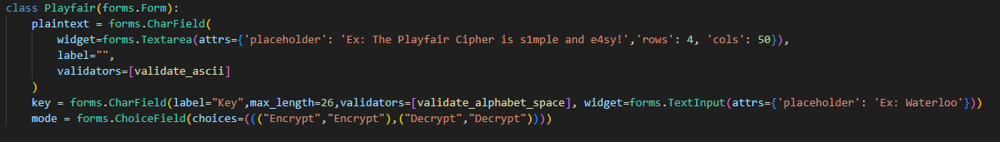 class Playfair(forms.Form):
    plaintext = forms.CharField(
        widget=forms.Textarea(attrs={'placeholder': 'Ex: The Playfair Cipher is s1mple and e4sy!','rows': 4, 'cols': 50}),
        label="",
        validators=[validate_ascii]
    )
    key = forms.CharField(label="Key",max_length=26,validators=[validate_alphabet_space], widget=forms.TextInput(attrs={'placeholder': 'Ex: Waterloo'}))
    mode = forms.ChoiceField(choices=((("Encrypt","Encrypt"),("Decrypt","Decrypt"))))